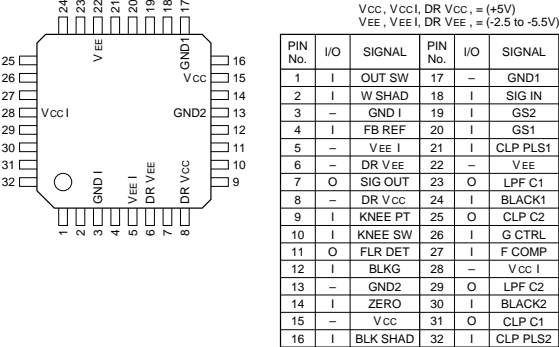 24 23 22 21 20 19 18 17
VEE
GND1
25 16
26 VCC 15
27 14
28 VCC I GND2 13
29 12
30 11
31 10
32 9
GND I
VEE I
DR VEE
DR VCC
1 2 3 4 5 6 7 8
VCC, VCC I, DR VCC, = (+5V)
VEE, VEE I, DR VEE, = (-2.5 to -5.5V)
PIN No. I/O SIGNAL PIN No. I/O SIGNAL
1 I OUT SW 17 – GND1
2 I W SHAD 18 I SIG IN
3 – GND I 19 I GS2
4 I FB REF 20 I GS1
5 – VEE I 21 I CLP PLS1
6 – DR VEE 22 – VEE
7 O SIG OUT 23 O LPF C1
8 – DR VCC 24 I BLACK1
9 I KNEE PT 25 O CLP C2
10 I KNEE SW 26 I G CTRL
11 O FLR DET 27 I F COMP
12 I BLKG 28 – VCC I
13 – GND2 29 O LPF C2
14 I ZERO 30 I BLACK2
15 – VCC 31 O CLP C1
16 I BLK SHAD 32 I CLP PLS2